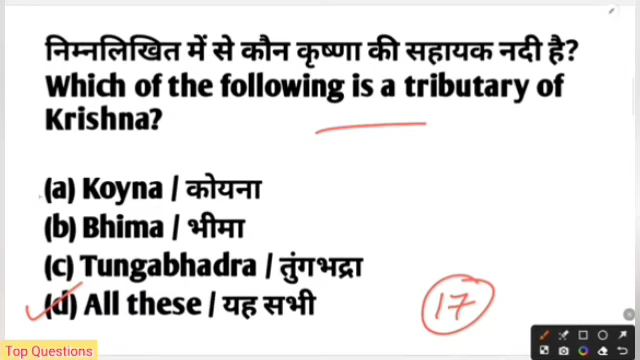 निम्नलिखित में से कौन कृष्णा की सहायक नदी है?
Which of the following is a tributary of
Krishna?
(a) Koyna / कोयना
(b) Bhima / भीमा
(c) Tungabhadra / तुंगभद्रा
(d) All these / यह सभी
17
Top Questions